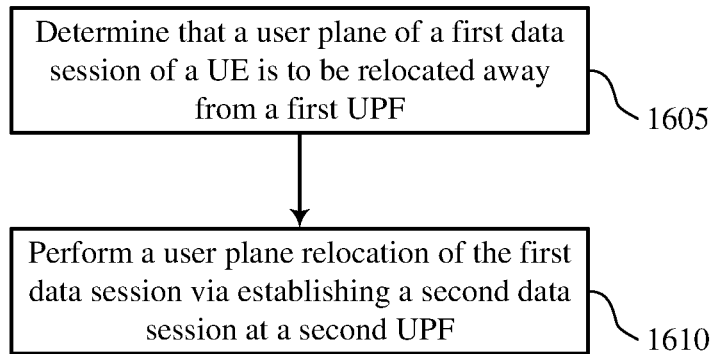 Determine that a user plane of a first data
session of a UE is to be relocated away
from a first UPF
1605
Perform a user plane relocation of the first
data session via establishing a second data
session at a second UPF
1610